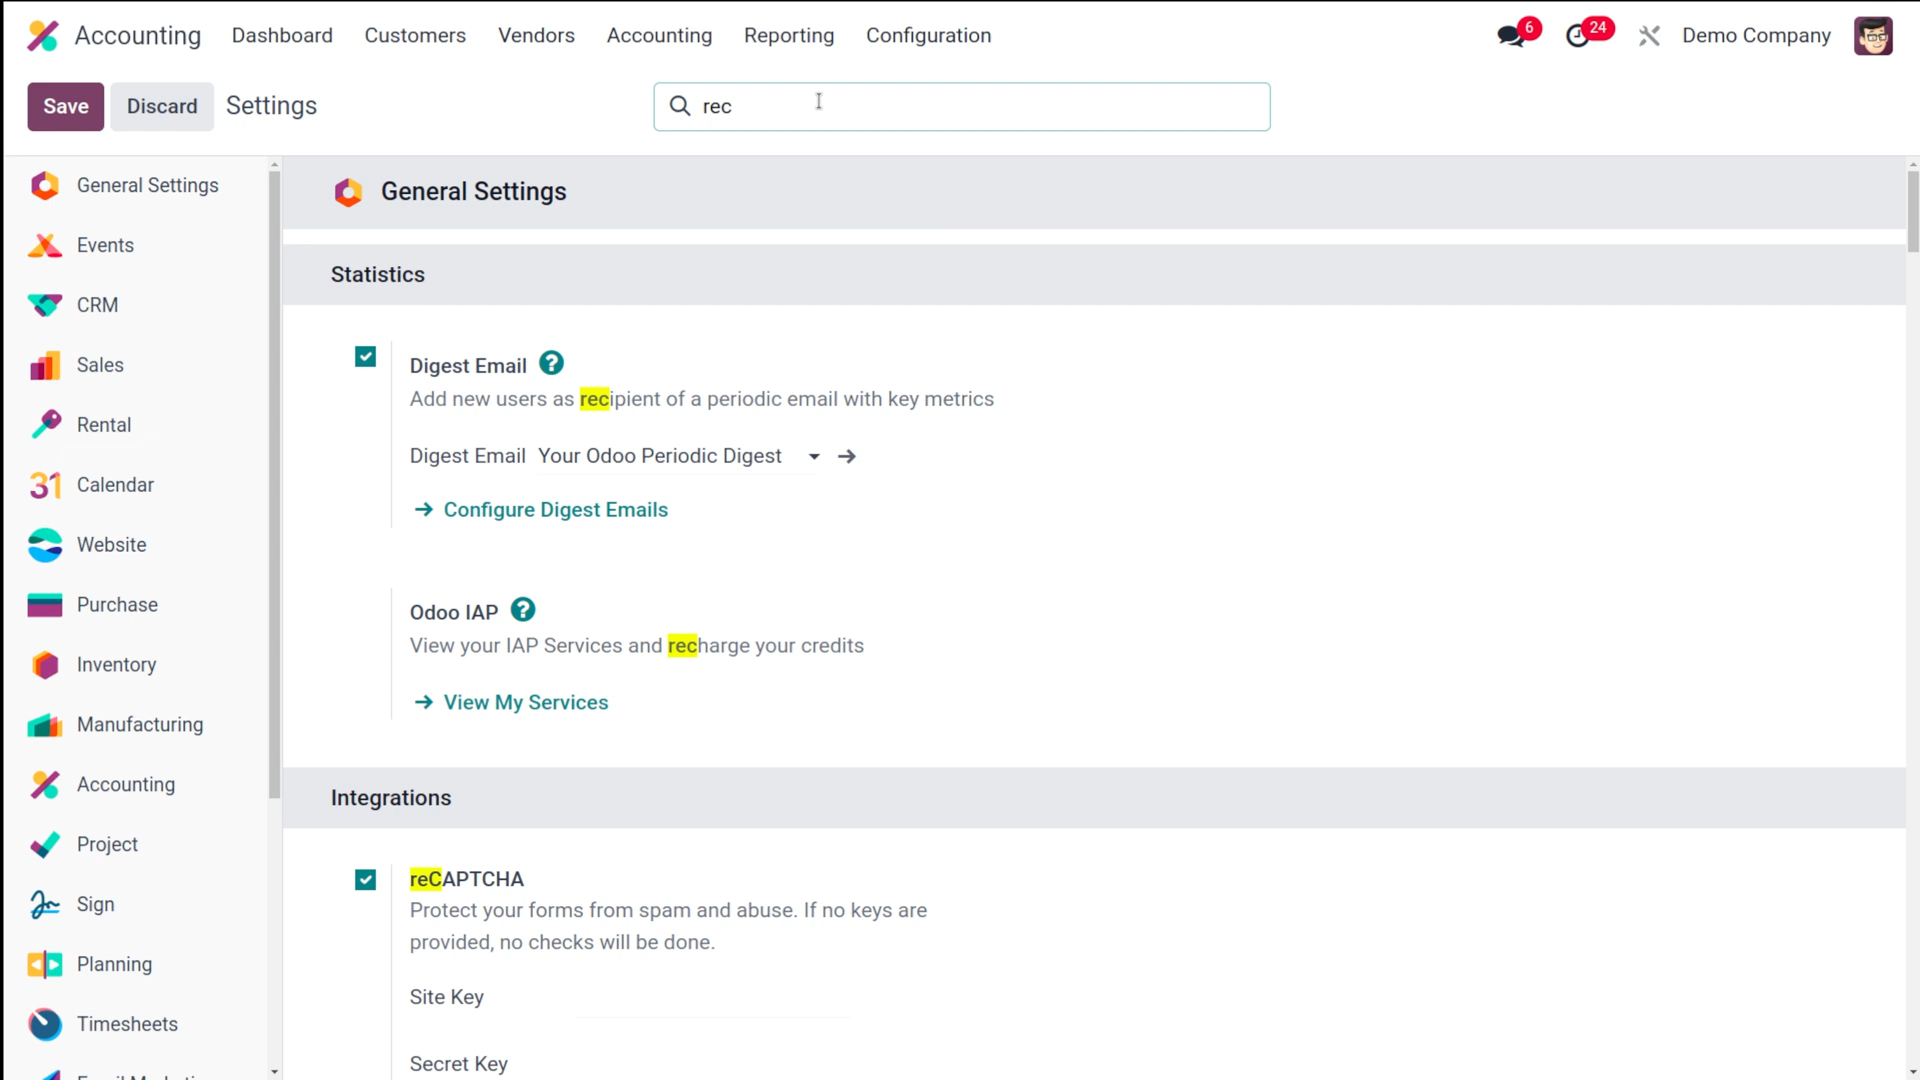 Accounting Dashboard Customers Vendors Accounting Reporting Configuration 6 24 Demo Company
Save Discard Settings rec
General Settings
Events
CRM
Sales
Rental
31 Calendar
Website
Purchase
Inventory
Manufacturing
Accounting
Project
Sign
Planning
Timesheets
General Settings
Statistics
Digest Email ?
Add new users as recipient of a periodic email with key metrics
Digest Email Your Odoo Periodic Digest
Configure Digest Emails
Odoo IAP ?
View your IAP Services and recharge your credits
View My Services
Integrations
reCAPTCHA
Protect your forms from spam and abuse. If no keys are
provided, no checks will be done.
Site Key
Secret Key